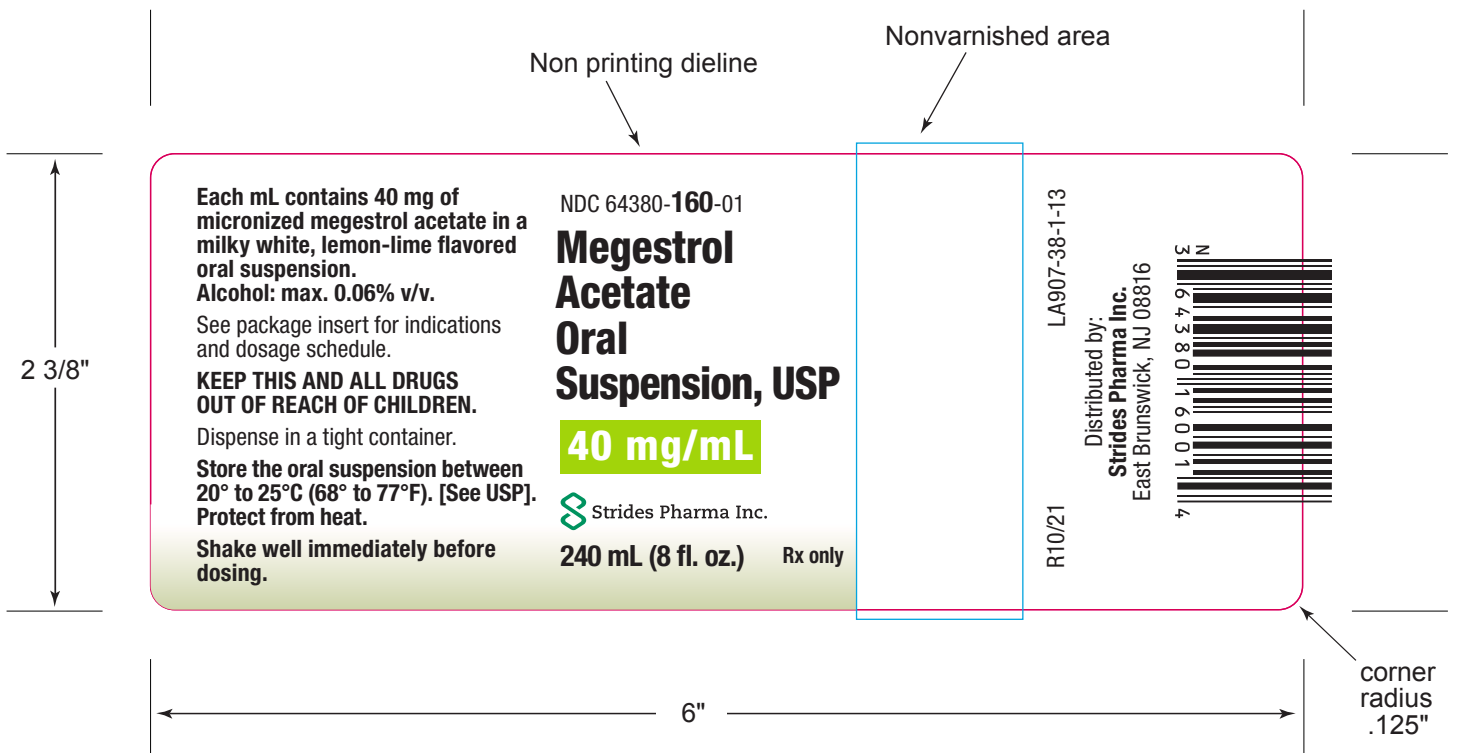 Nonvarnished area
Non printing dieline
2 3/8"
Each mL contains 40 mg of
micronized megestrol acetate in a
milky white, lemon-lime flavored
oral suspension.
Alcohol: max. 0.06% v/v.
See package insert for indications
and dosage schedule.
KEEP THIS AND ALL DRUGS
OUT OF REACH OF CHILDREN.
Dispense in a tight container.
Store the oral suspension between
20° to 25°C (68° to 77°F). [See USP].
Protect from heat.
Shake well immediately before
dosing.
NDC 64380-160-01
Megestrol
Acetate
Oral
Suspension, USP
40 mg/mL
Strides Pharma Inc.
240 mL (8 fl. oz.) Rx only
R10/21 LA907-38-1-13
Distributed by:
Strides Pharma Inc.
East Brunswick, NJ 08816
N
3 64380 16001 4
6"
corner
radius
.125"